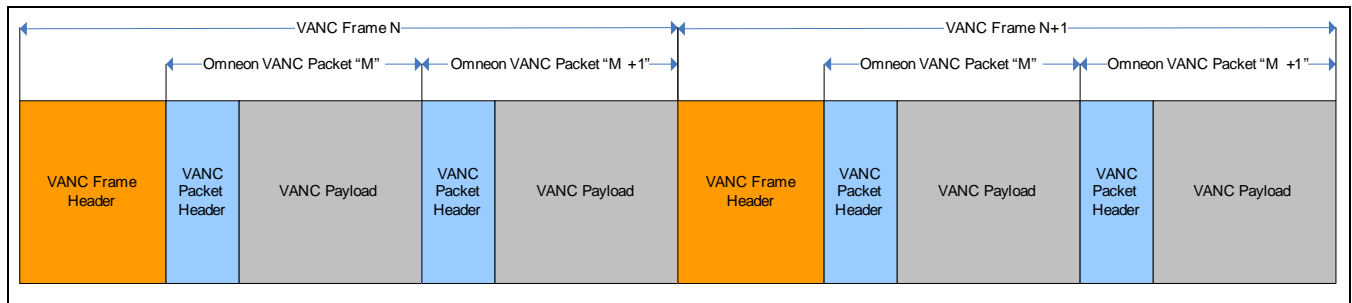 VANC Frame N
VANC Frame N+1
Omneon VANC Packet “M”
Omneon VANC Packet “M +1”
Omneon VANC Packet “M”
Omneon VANC Packet “M +1”
VANC Frame
Header
VANC
Packet
Header
VANC Payload
VANC
Packet
Header
VANC Payload
VANC Frame
Header
VANC
Packet
Header
VANC Payload
VANC
Packet
Header
VANC Payload